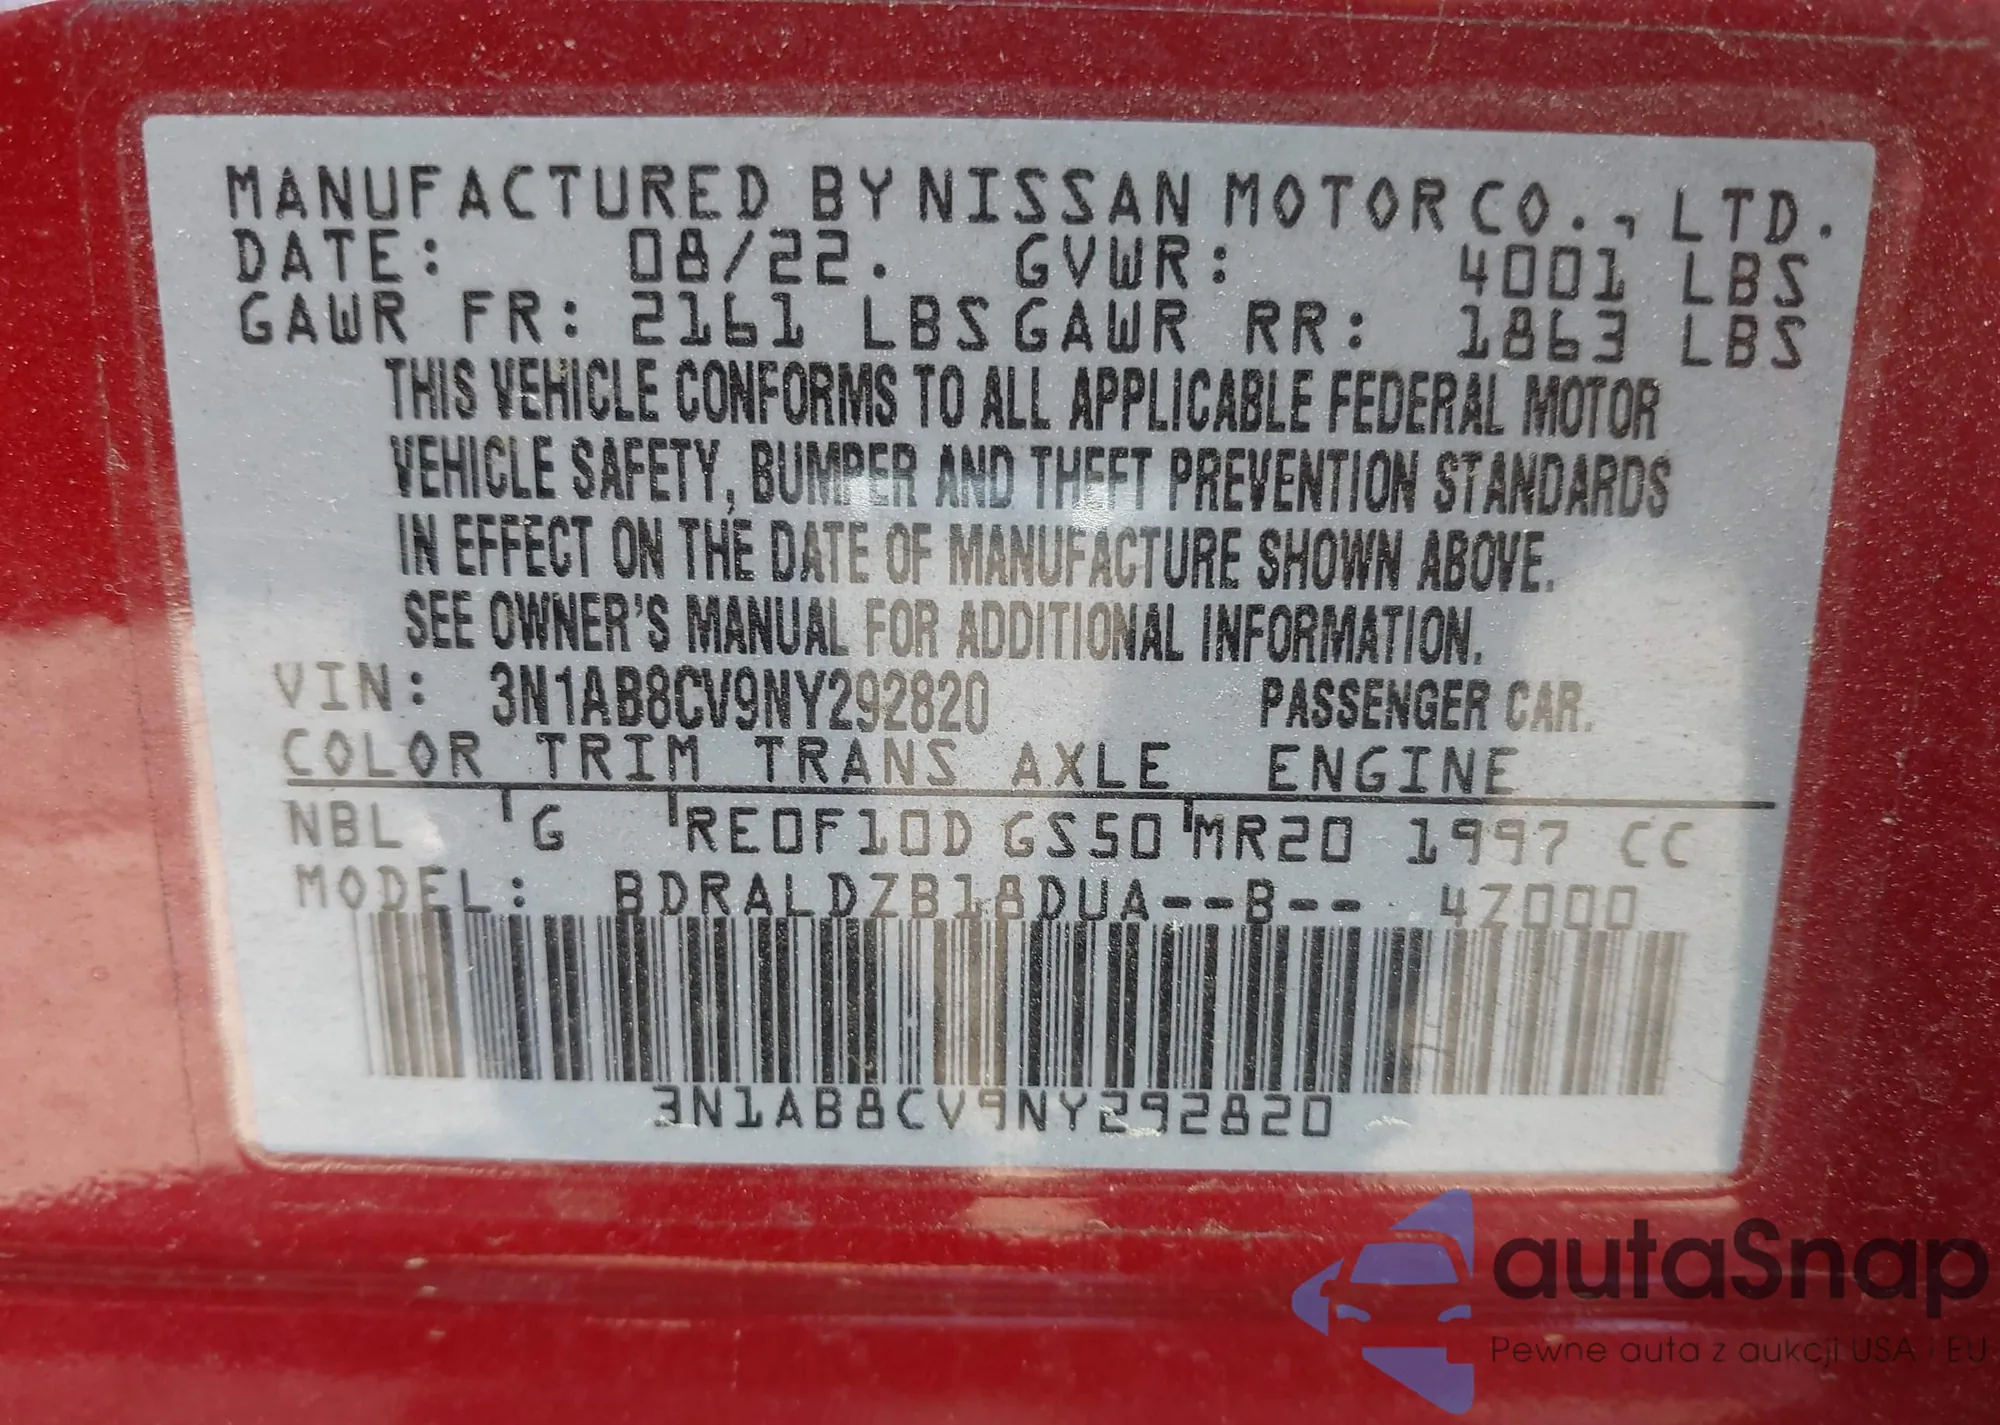 MANUFACTURED BY NISSAN MOTOR CO., LTD.
DATE: 08/22. GVWR: 4001 LBS
GAWR FR: 2161 LBS GAWR RR: 1863 LBS
THIS VEHICLE CONFORMS TO ALL APPLICABLE FEDERAL MOTOR
VEHICLE SAFETY, BUMPER AND THEFT PREVENTION STANDARDS
IN EFFECT ON THE DATE OF MANUFACTURE SHOWN ABOVE.
SEE OWNER'S MANUAL FOR ADDITIONAL INFORMATION.
VIN: 3N1AB8CV9NY292820 PASSENGER CAR.
COLOR TRIM TRANS AXLE ENGINE
NBL G RE0F10D GS50 MR20 1997 CC
MODEL: BDRALDZB18DUA--B-- 4Z000
3N1AB8CV9NY292820
autaSnap
Pewne auta z aukcji USA i EU